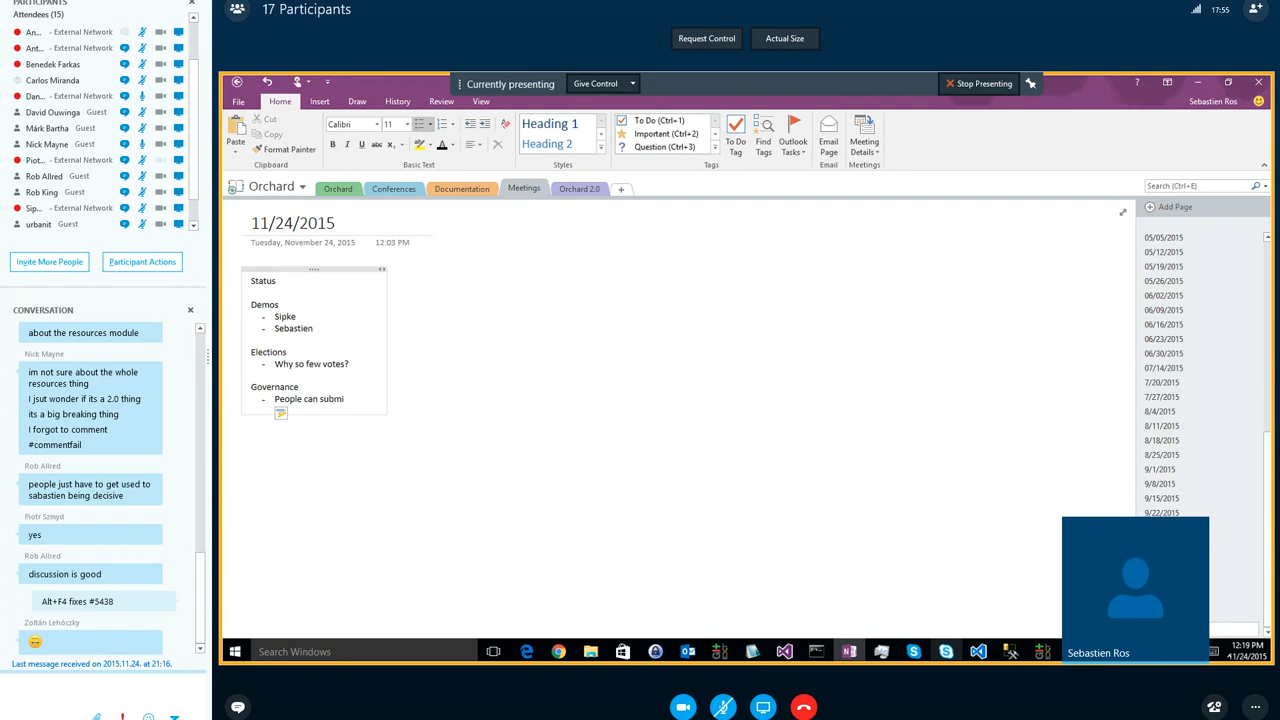 PARTICIPANTS
Attendees (15)
An... - External Network
Ant... - External Network
Benedek Farkas
Carlos Miranda
Dan... - External Network
David Ouwinga Guest
Márk Bartha Guest
Nick Mayne Guest
Piot... - External Network
Rob Allred Guest
Rob King Guest
Sip... - External Network
urbanit Guest
Invite More People
Participant Actions
CONVERSATION
about the resources module
Nick Mayne
im not sure about the whole
resources thing
I jsut wonder if its a 2.0 thing
its a big breaking thing
I forgot to comment
#commentfail
Rob Allred
people just have to get used to
sabastien being decisive
Piotr Szmyd
yes
Rob Allred
discussion is good
Alt+F4 fixes #5438
Zoltán Lehóczky
Last message received on 2015.11.24. at 21:16.
17 Participants
17:55
Request Control
Actual Size
Currently presenting
Give Control
Stop Presenting
Sebastien Ros
File
Home
Insert
Draw
History
Review
View
Paste
Cut
Copy
Format Painter
Clipboard
Calibri
11
B I U abc x
A
Basic Text
Heading 1
Heading 2
Styles
To Do (Ctrl+1)
Important (Ctrl+2)
Question (Ctrl+3)
To Do
Tag
Find
Tags
Outlook
Tasks
Tags
Email
Page
Email
Meeting
Details
Meetings
Orchard
Orchard
Conferences
Documentation
Meetings
Orchard 2.0
Search (Ctrl+E)
11/24/2015
Tuesday, November 24, 2015 12:03 PM
Status
Demos
- Sipke
- Sebastien
Elections
- Why so few votes?
Governance
- People can submi
Add Page
05/05/2015
05/12/2015
05/19/2015
05/26/2015
06/02/2015
06/09/2015
06/16/2015
06/23/2015
06/30/2015
07/14/2015
7/20/2015
7/27/2015
8/4/2015
8/11/2015
8/18/2015
8/25/2015
9/1/2015
9/8/2015
9/15/2015
9/22/2015
Sebastien Ros
Search Windows
12:19 PM
11/24/2015